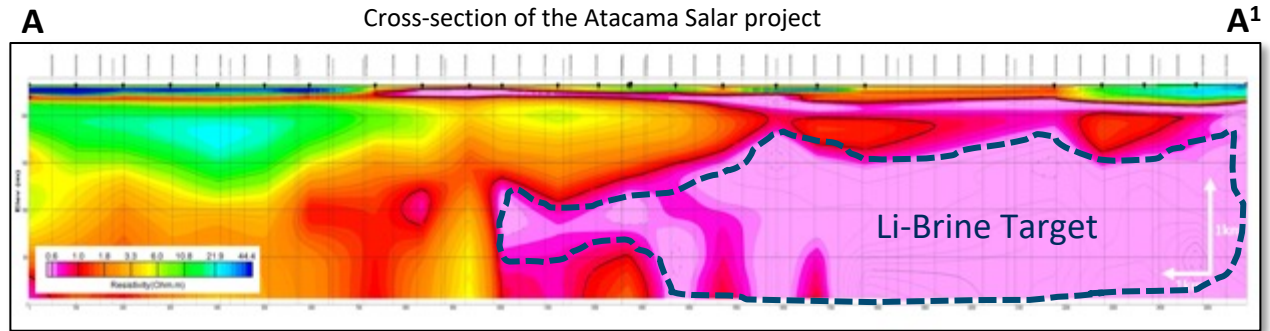 A
Cross-section of the Atacama Salar project
A¹
Li-Brine Target
1km
0.6 1.0 1.8 3.3 6.0 10.8 21.9 44.4
Resistivity(Ohm.m)